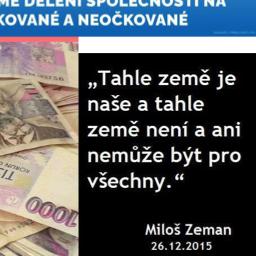 DĚLENÍ SPOLEČNOSTI NA
KOVANÉ A NEOČKOVANÉ
„Tahle země je
naše a tahle
země není a ani
nemůže být pro
všechny.“
Miloš Zeman
26.12.2015
1000